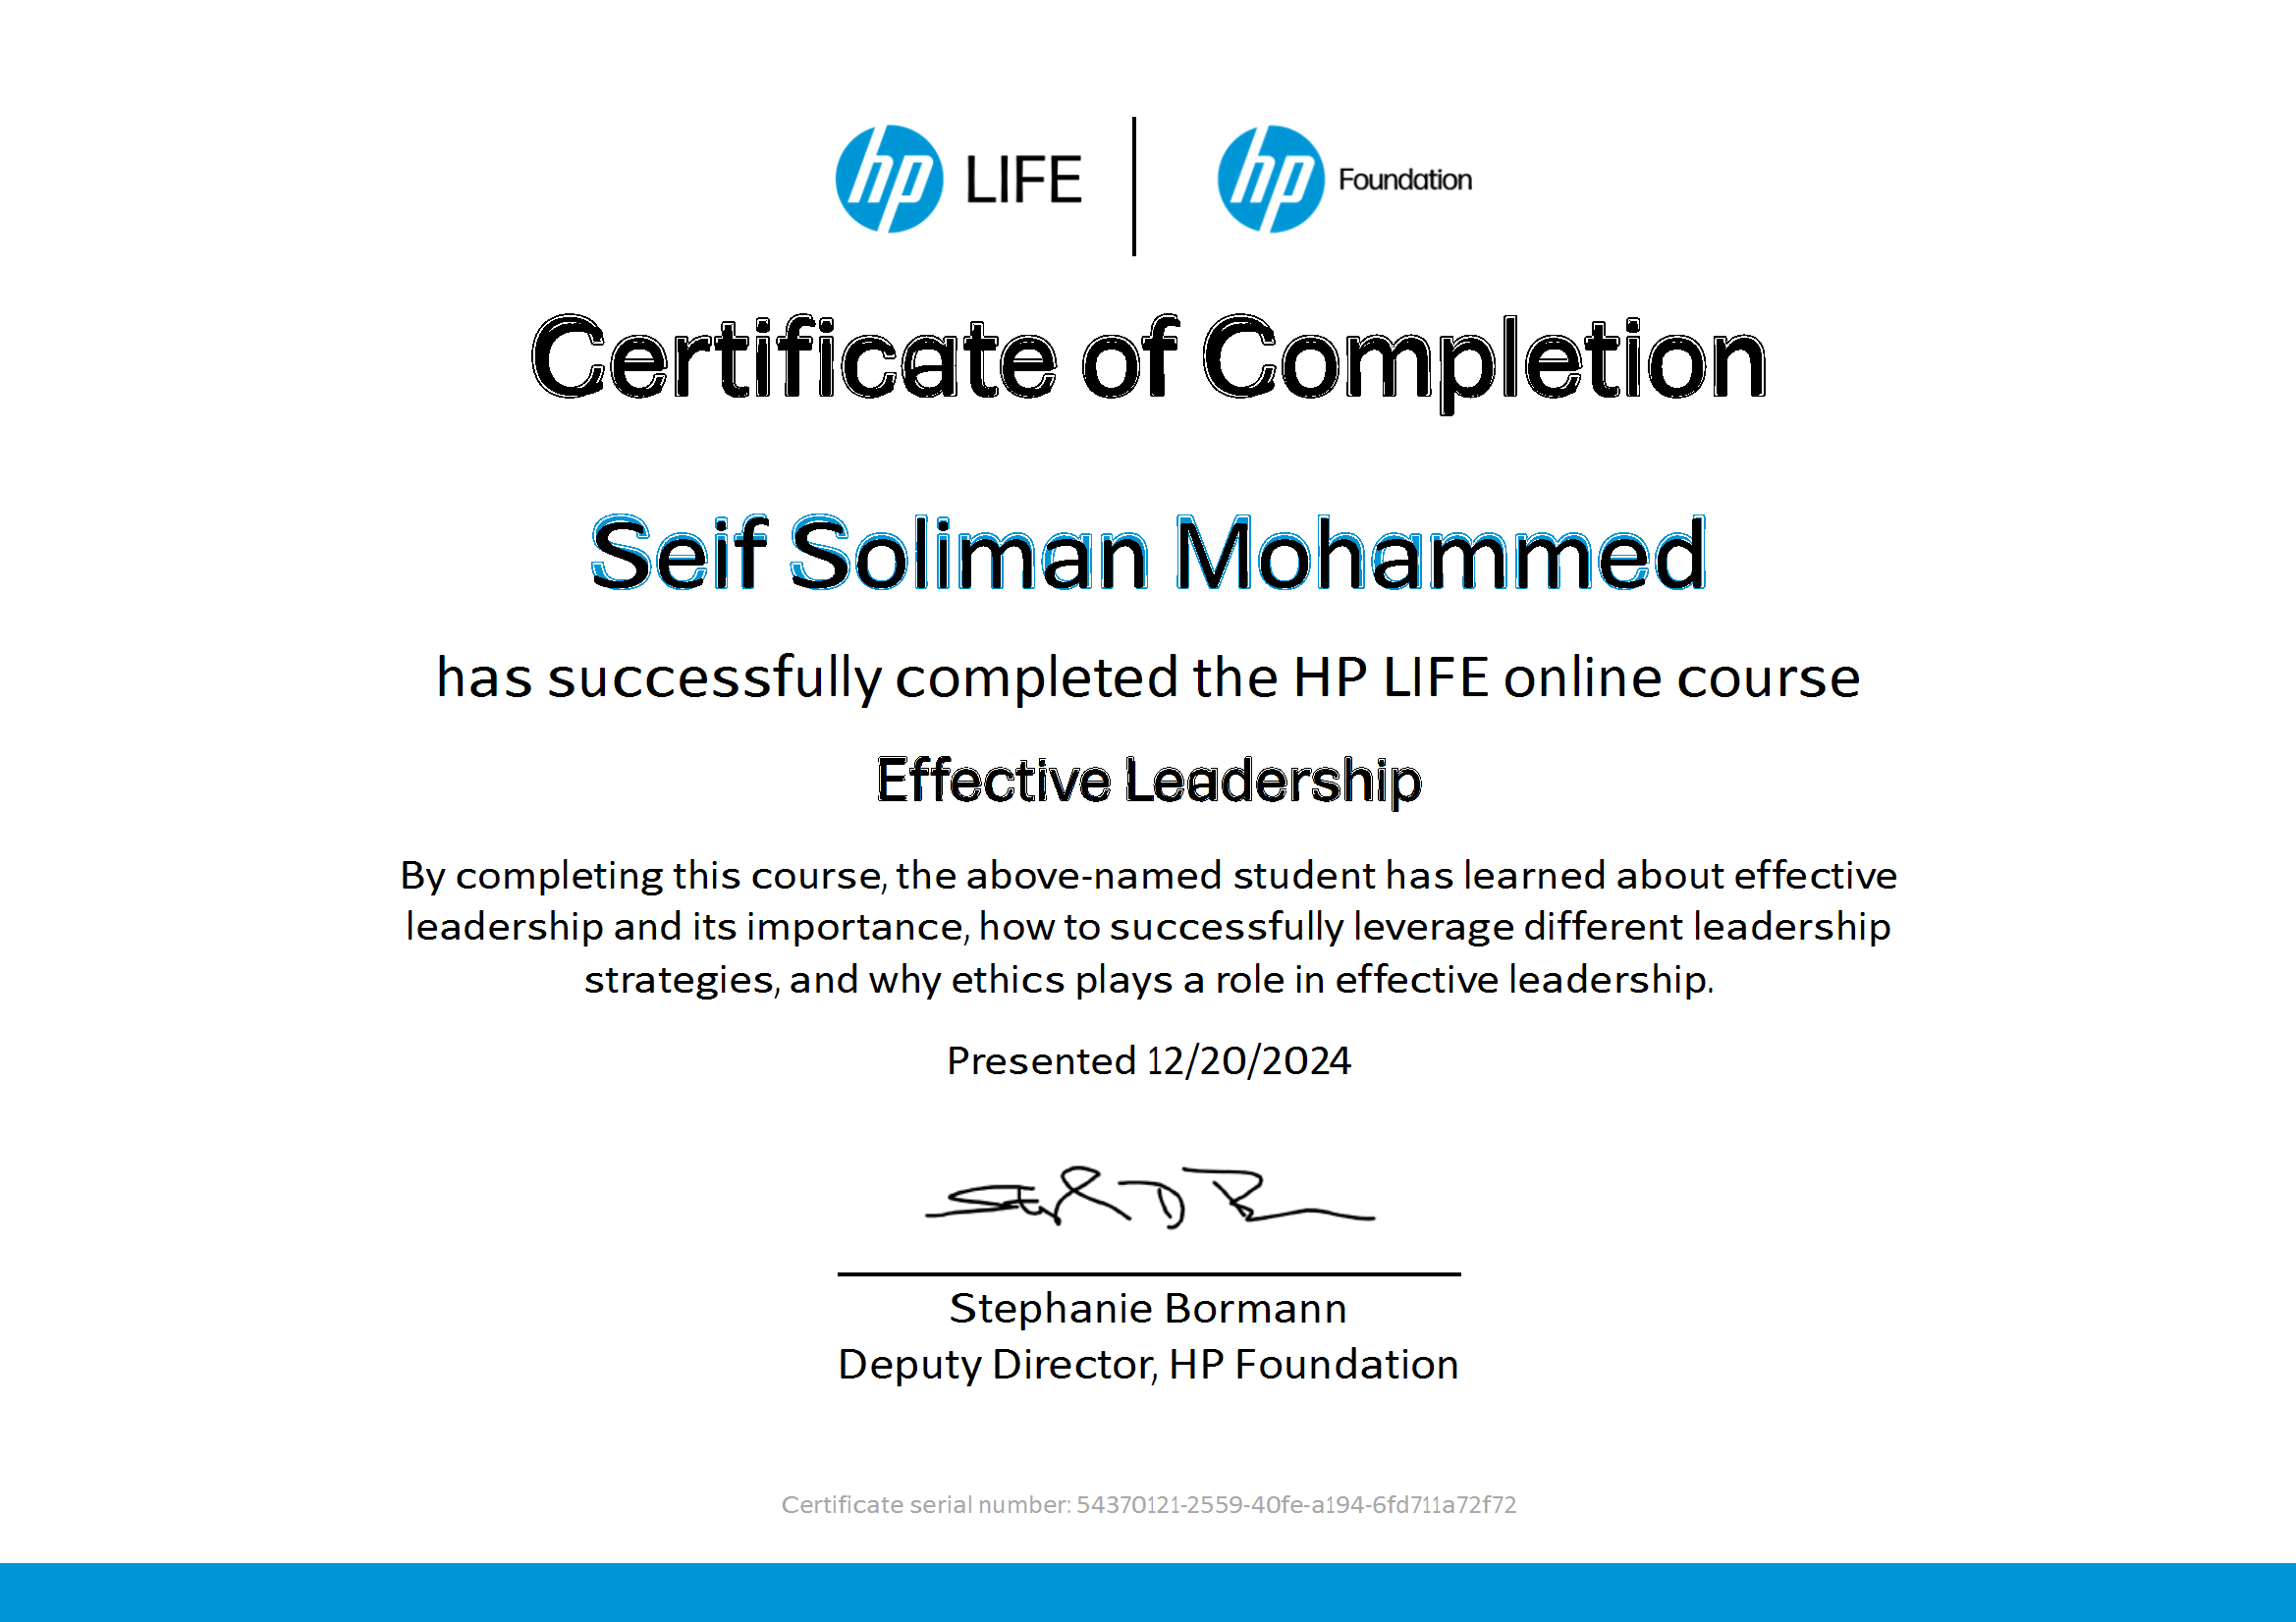 hp LIFE | hp Foundation
Certificate of Completion
Seif Soliman Mohammed
has successfully completed the HP LIFE online course
Effective Leadership
By completing this course, the above-named student has learned about effective
leadership and its importance, how to successfully leverage different leadership
strategies, and why ethics plays a role in effective leadership.
Presented 12/20/2024
Stephanie Bormann
Deputy Director, HP Foundation
Certificate serial number: 54370121-2559-40fe-a194-6fd711a72f72